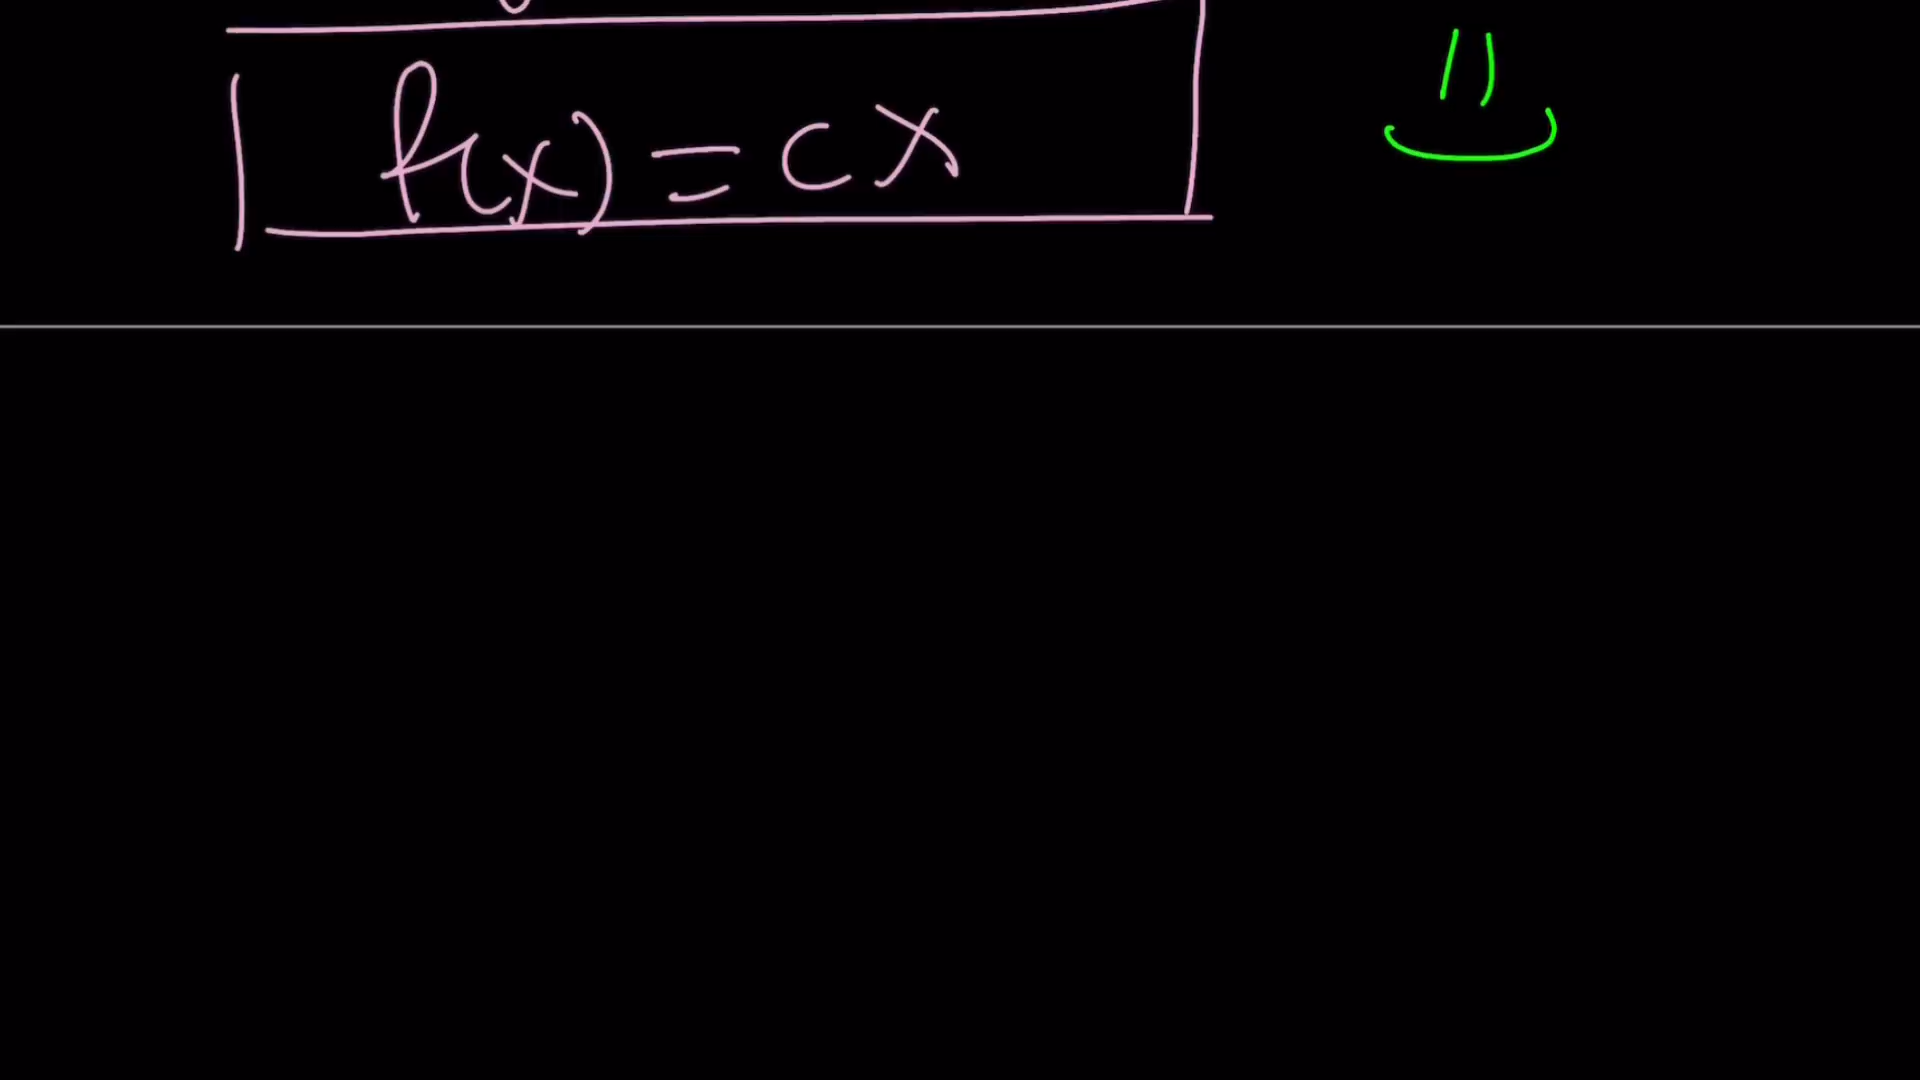 f(x) = cx